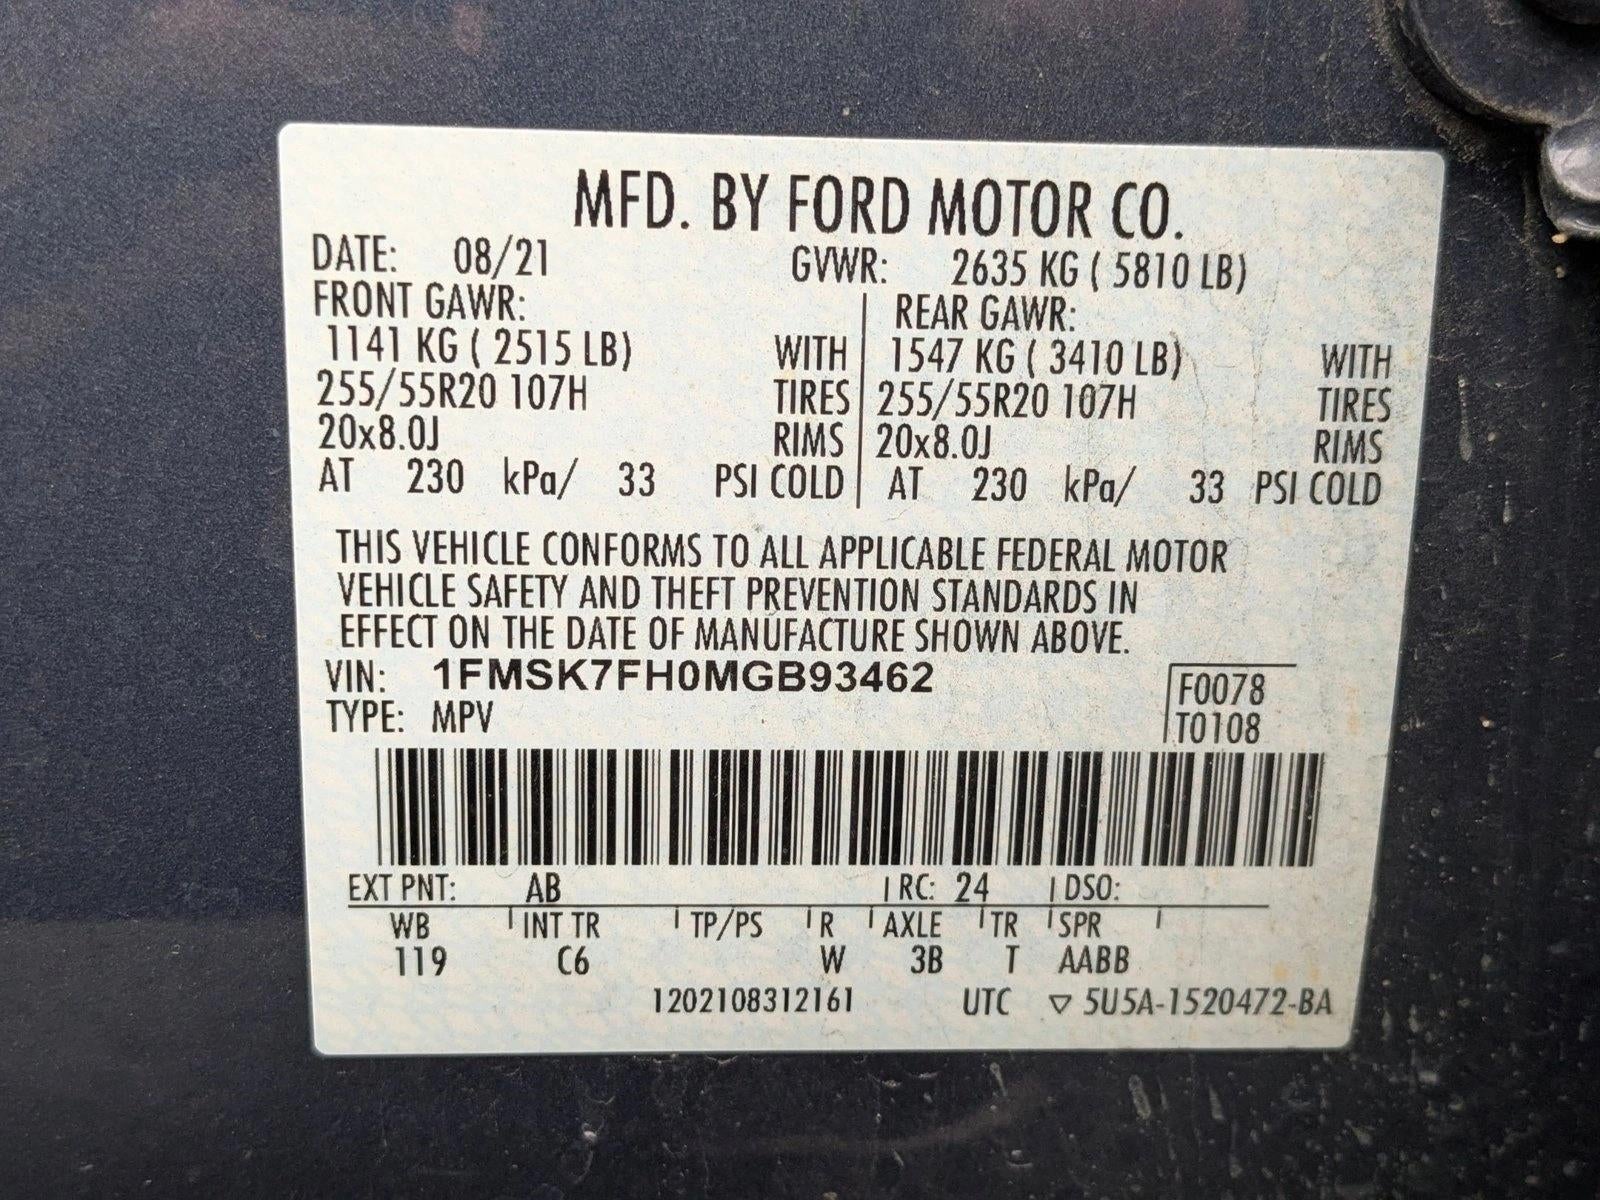 MFD. BY FORD MOTOR CO.
DATE: 08/21 GVWR: 2635 KG ( 5810 LB)
FRONT GAWR: REAR GAWR:
1141 KG ( 2515 LB) WITH 1547 KG ( 3410 LB) WITH
255/55R20 107H TIRES 255/55R20 107H TIRES
20x8.0J RIMS 20x8.0J RIMS
AT 230 kPa/ 33 PSI COLD AT 230 kPa/ 33 PSI COLD
THIS VEHICLE CONFORMS TO ALL APPLICABLE FEDERAL MOTOR
VEHICLE SAFETY AND THEFT PREVENTION STANDARDS IN
EFFECT ON THE DATE OF MANUFACTURE SHOWN ABOVE.
VIN: 1FMSK7FH0MGB93462 F0078
TYPE: MPV T0108
EXT PNT: AB RC: 24 DSO:
WB INT TR TP/PS R AXLE TR SPR
119 C6 W 3B T AABB
1202108312161 UTC ▽ 5U5A-1520472-BA